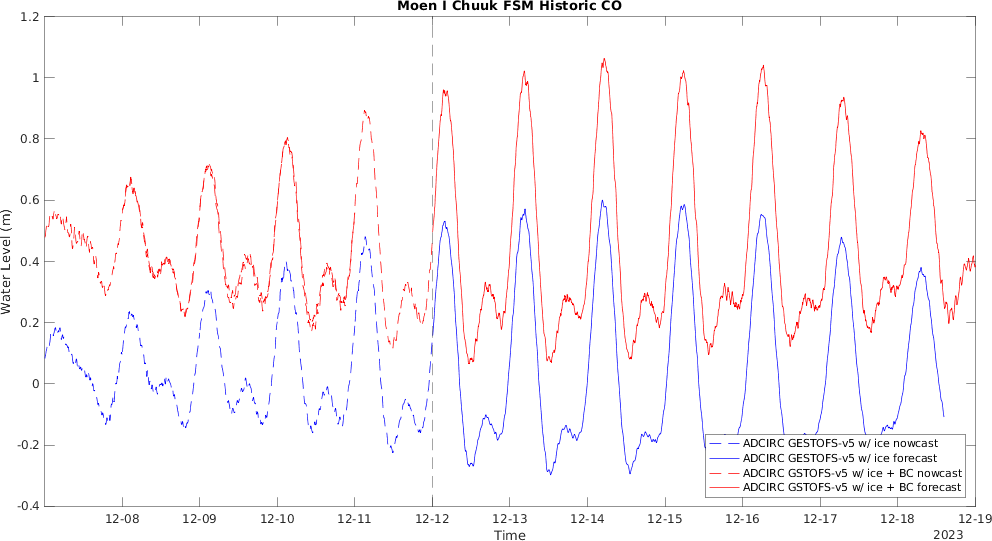 Moen I Chuuk FSM Historic CO
1.2
1
0.8
0.6
0.4
0.2
0
-0.2
-0.4
Water Level (m)
ADCIRC GESTOFS-v5 w/ ice nowcast
ADCIRC GESTOFS-v5 w/ ice forecast
ADCIRC GSTOFS-v5 w/ ice + BC nowcast
ADCIRC GSTOFS-v5 w/ ice + BC forecast
12-08 12-09 12-10 12-11 12-12 12-13 12-14 12-15 12-16 12-17 12-18 12-19
Time
2023